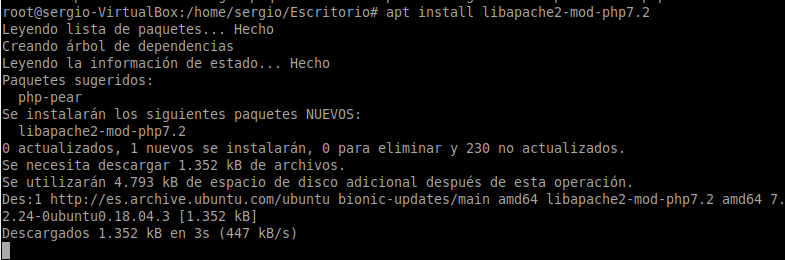 root@sergio-VirtualBox:/home/sergio/Escritorio# apt install libapache2-mod-php7.2
Leyendo lista de paquetes... Hecho
Creando árbol de dependencias
Leyendo la información de estado... Hecho
Paquetes sugeridos:
  php-pear
Se instalarán los siguientes paquetes NUEVOS:
  libapache2-mod-php7.2
0 actualizados, 1 nuevos se instalarán, 0 para eliminar y 230 no actualizados.
Se necesita descargar 1.352 kB de archivos.
Se utilizarán 4.793 kB de espacio de disco adicional después de esta operación.
Des:1 http://es.archive.ubuntu.com/ubuntu bionic-updates/main amd64 libapache2-mod-php7.2 amd64 7.
2.24-0ubuntu0.18.04.3 [1.352 kB]
Descargados 1.352 kB en 3s (447 kB/s)